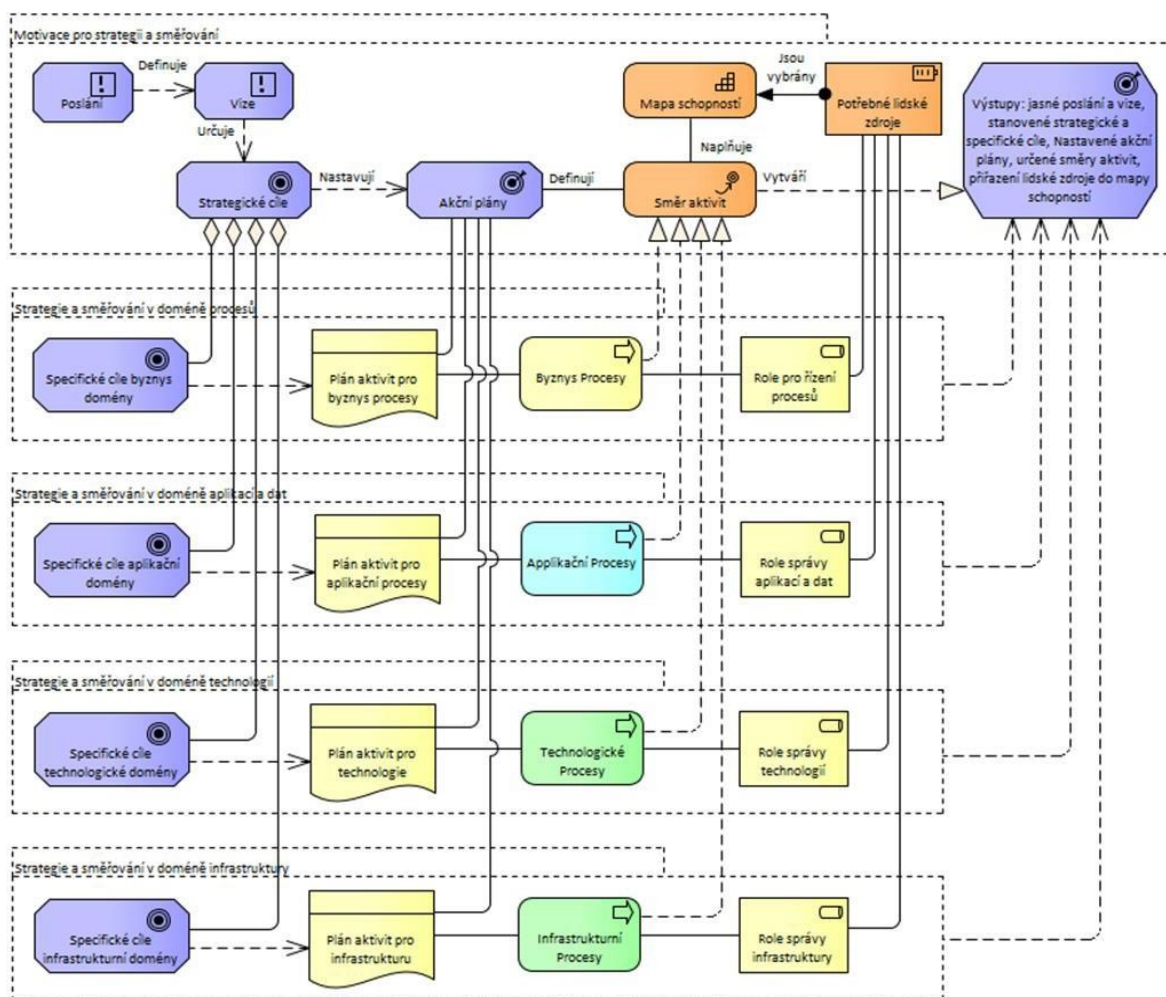 Motivace pro strategii a směřování
Definuje
Poslání
Vize
Určuje
Strategické cíle
Nastavují
Akční plány
Definují
Mapa schopností
Naplňuje
Směr aktivit
Jsou
vybrány
Potřebné lidské
zdroje
Vytváří
Výstupy: jasné poslání a vize,
stanovené strategické a
specifické cíle, Nastavené akční
plány, určené směry aktivit,
přiřazení lidské zdroje do mapy
schopností
Strategie a směřování v doméně procesů
Specifické cíle byznys
domény
Plán aktivit pro
byznys procesy
Byznys Procesy
Role pro řízení
procesů
Strategie a směřování v doméně aplikací a dat
Specifické cíle aplikační
domény
Plán aktivit pro
aplikační procesy
Applikační Procesy
Role správy
aplikací a dat
Strategie a směřování v doméně technologií
Specifické cíle
technologické domény
Plán aktivit pro
technologie
Technologické
Procesy
Role správy
technologií
Strategie a směřování v doméně infrastruktury
Specifické cíle
infrastrukturní domény
Plán aktivit pro
infrastrukturu
Infrastrukturní
Procesy
Role správy
infrastruktury